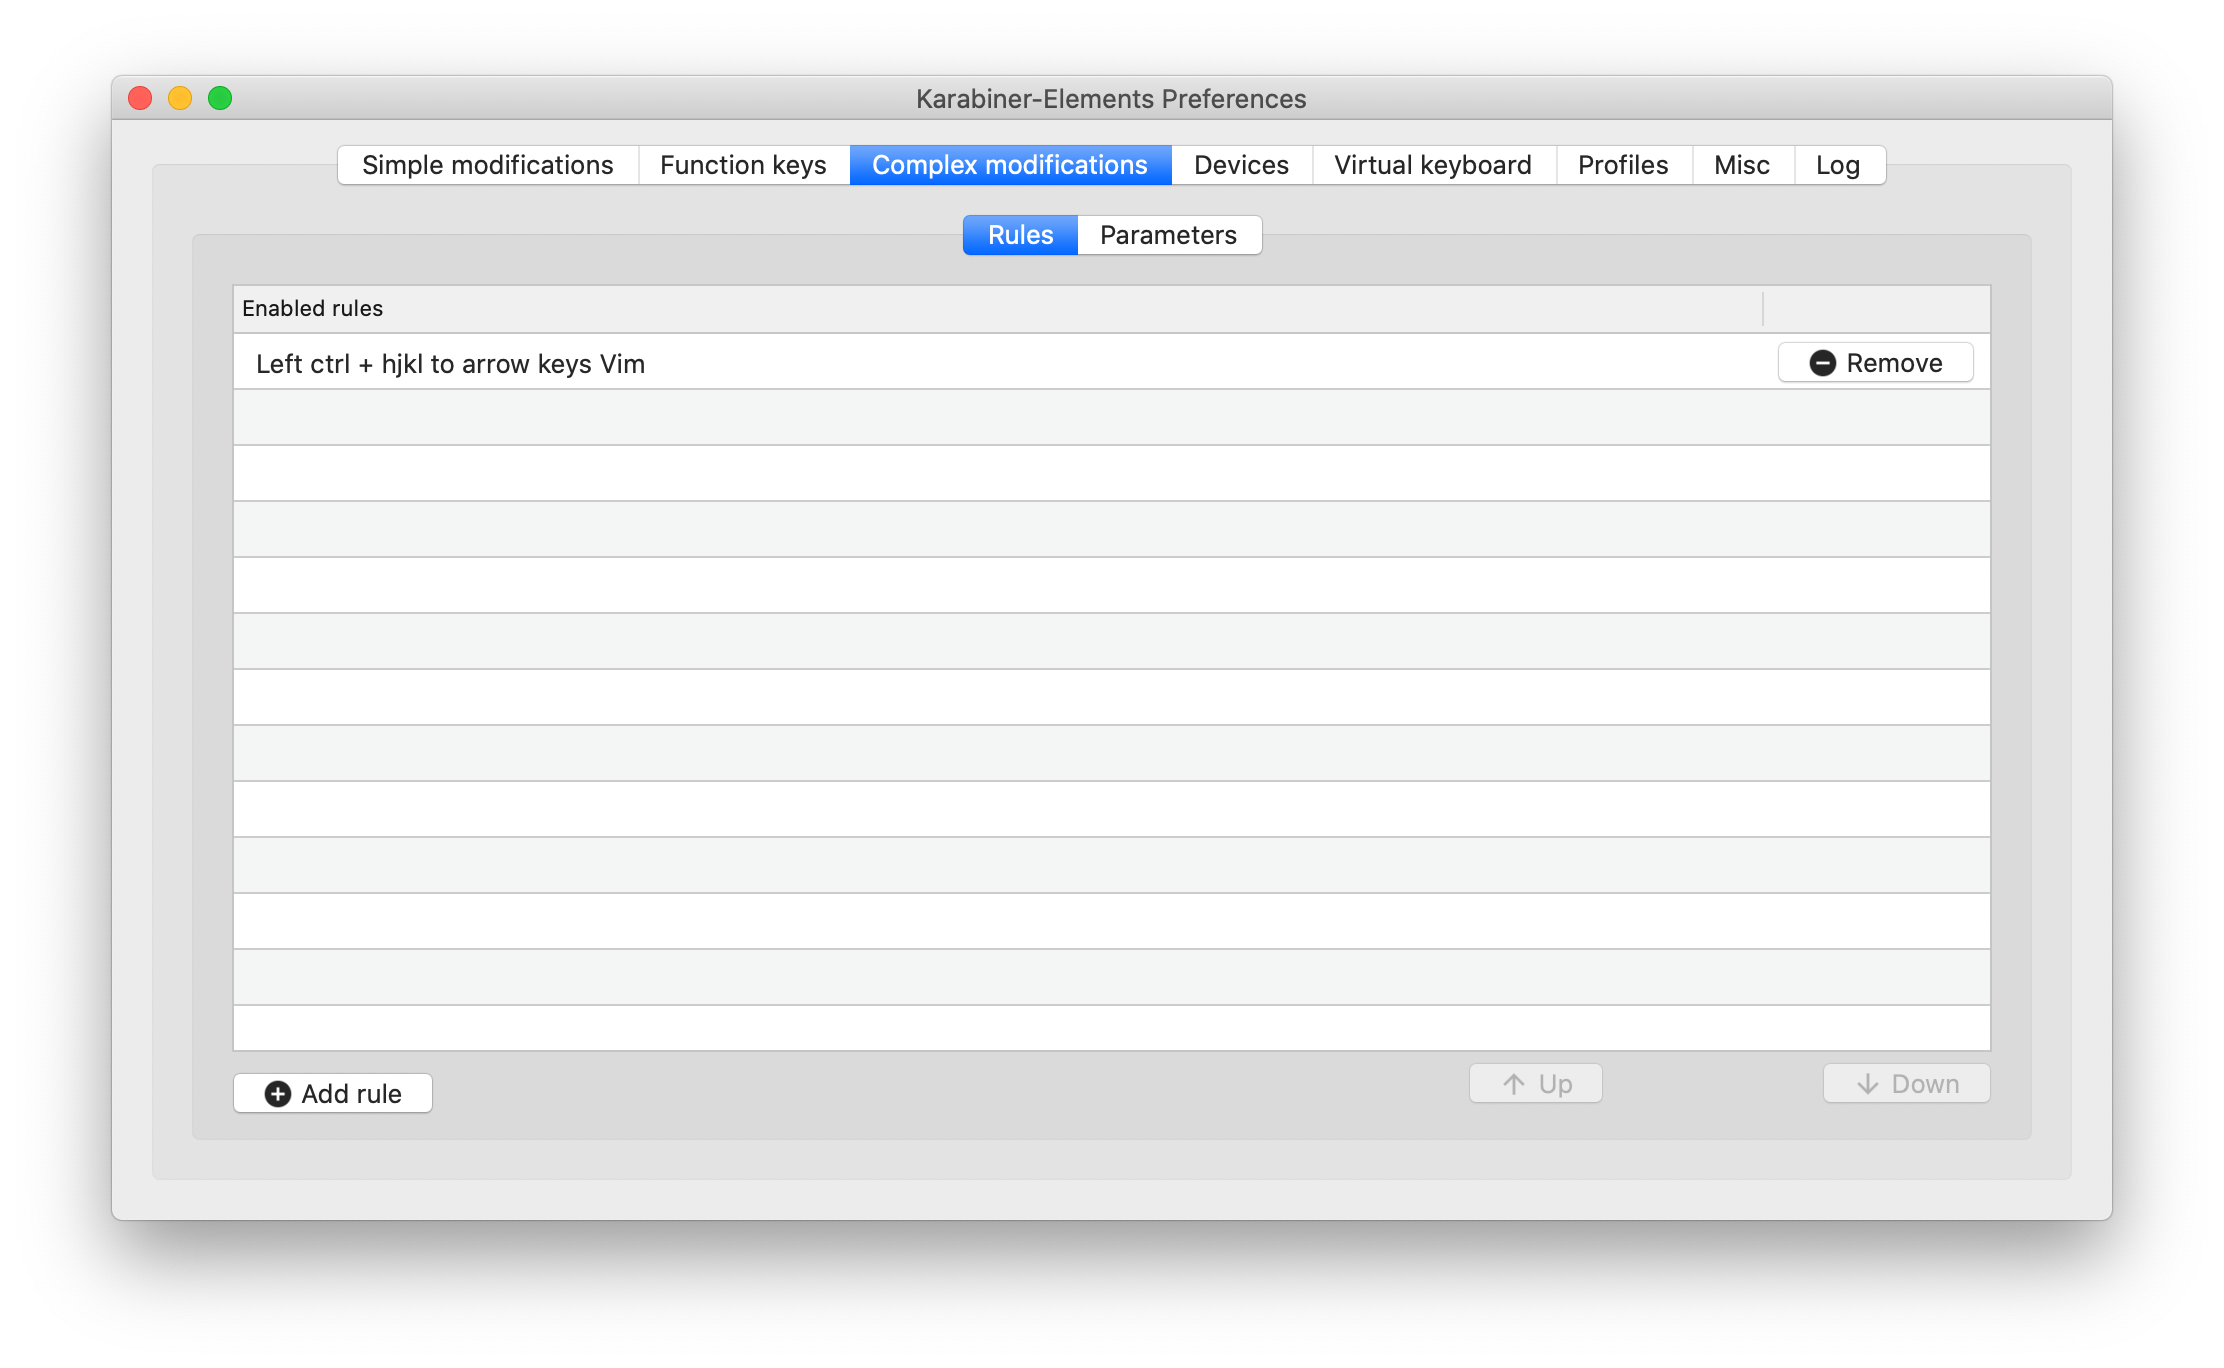 Karabiner-Elements Preferences
Simple modifications Function keys Complex modifications Devices Virtual keyboard Profiles Misc Log
Rules Parameters
Enabled rules
Left ctrl + hjkl to arrow keys Vim Remove
Add rule Up Down